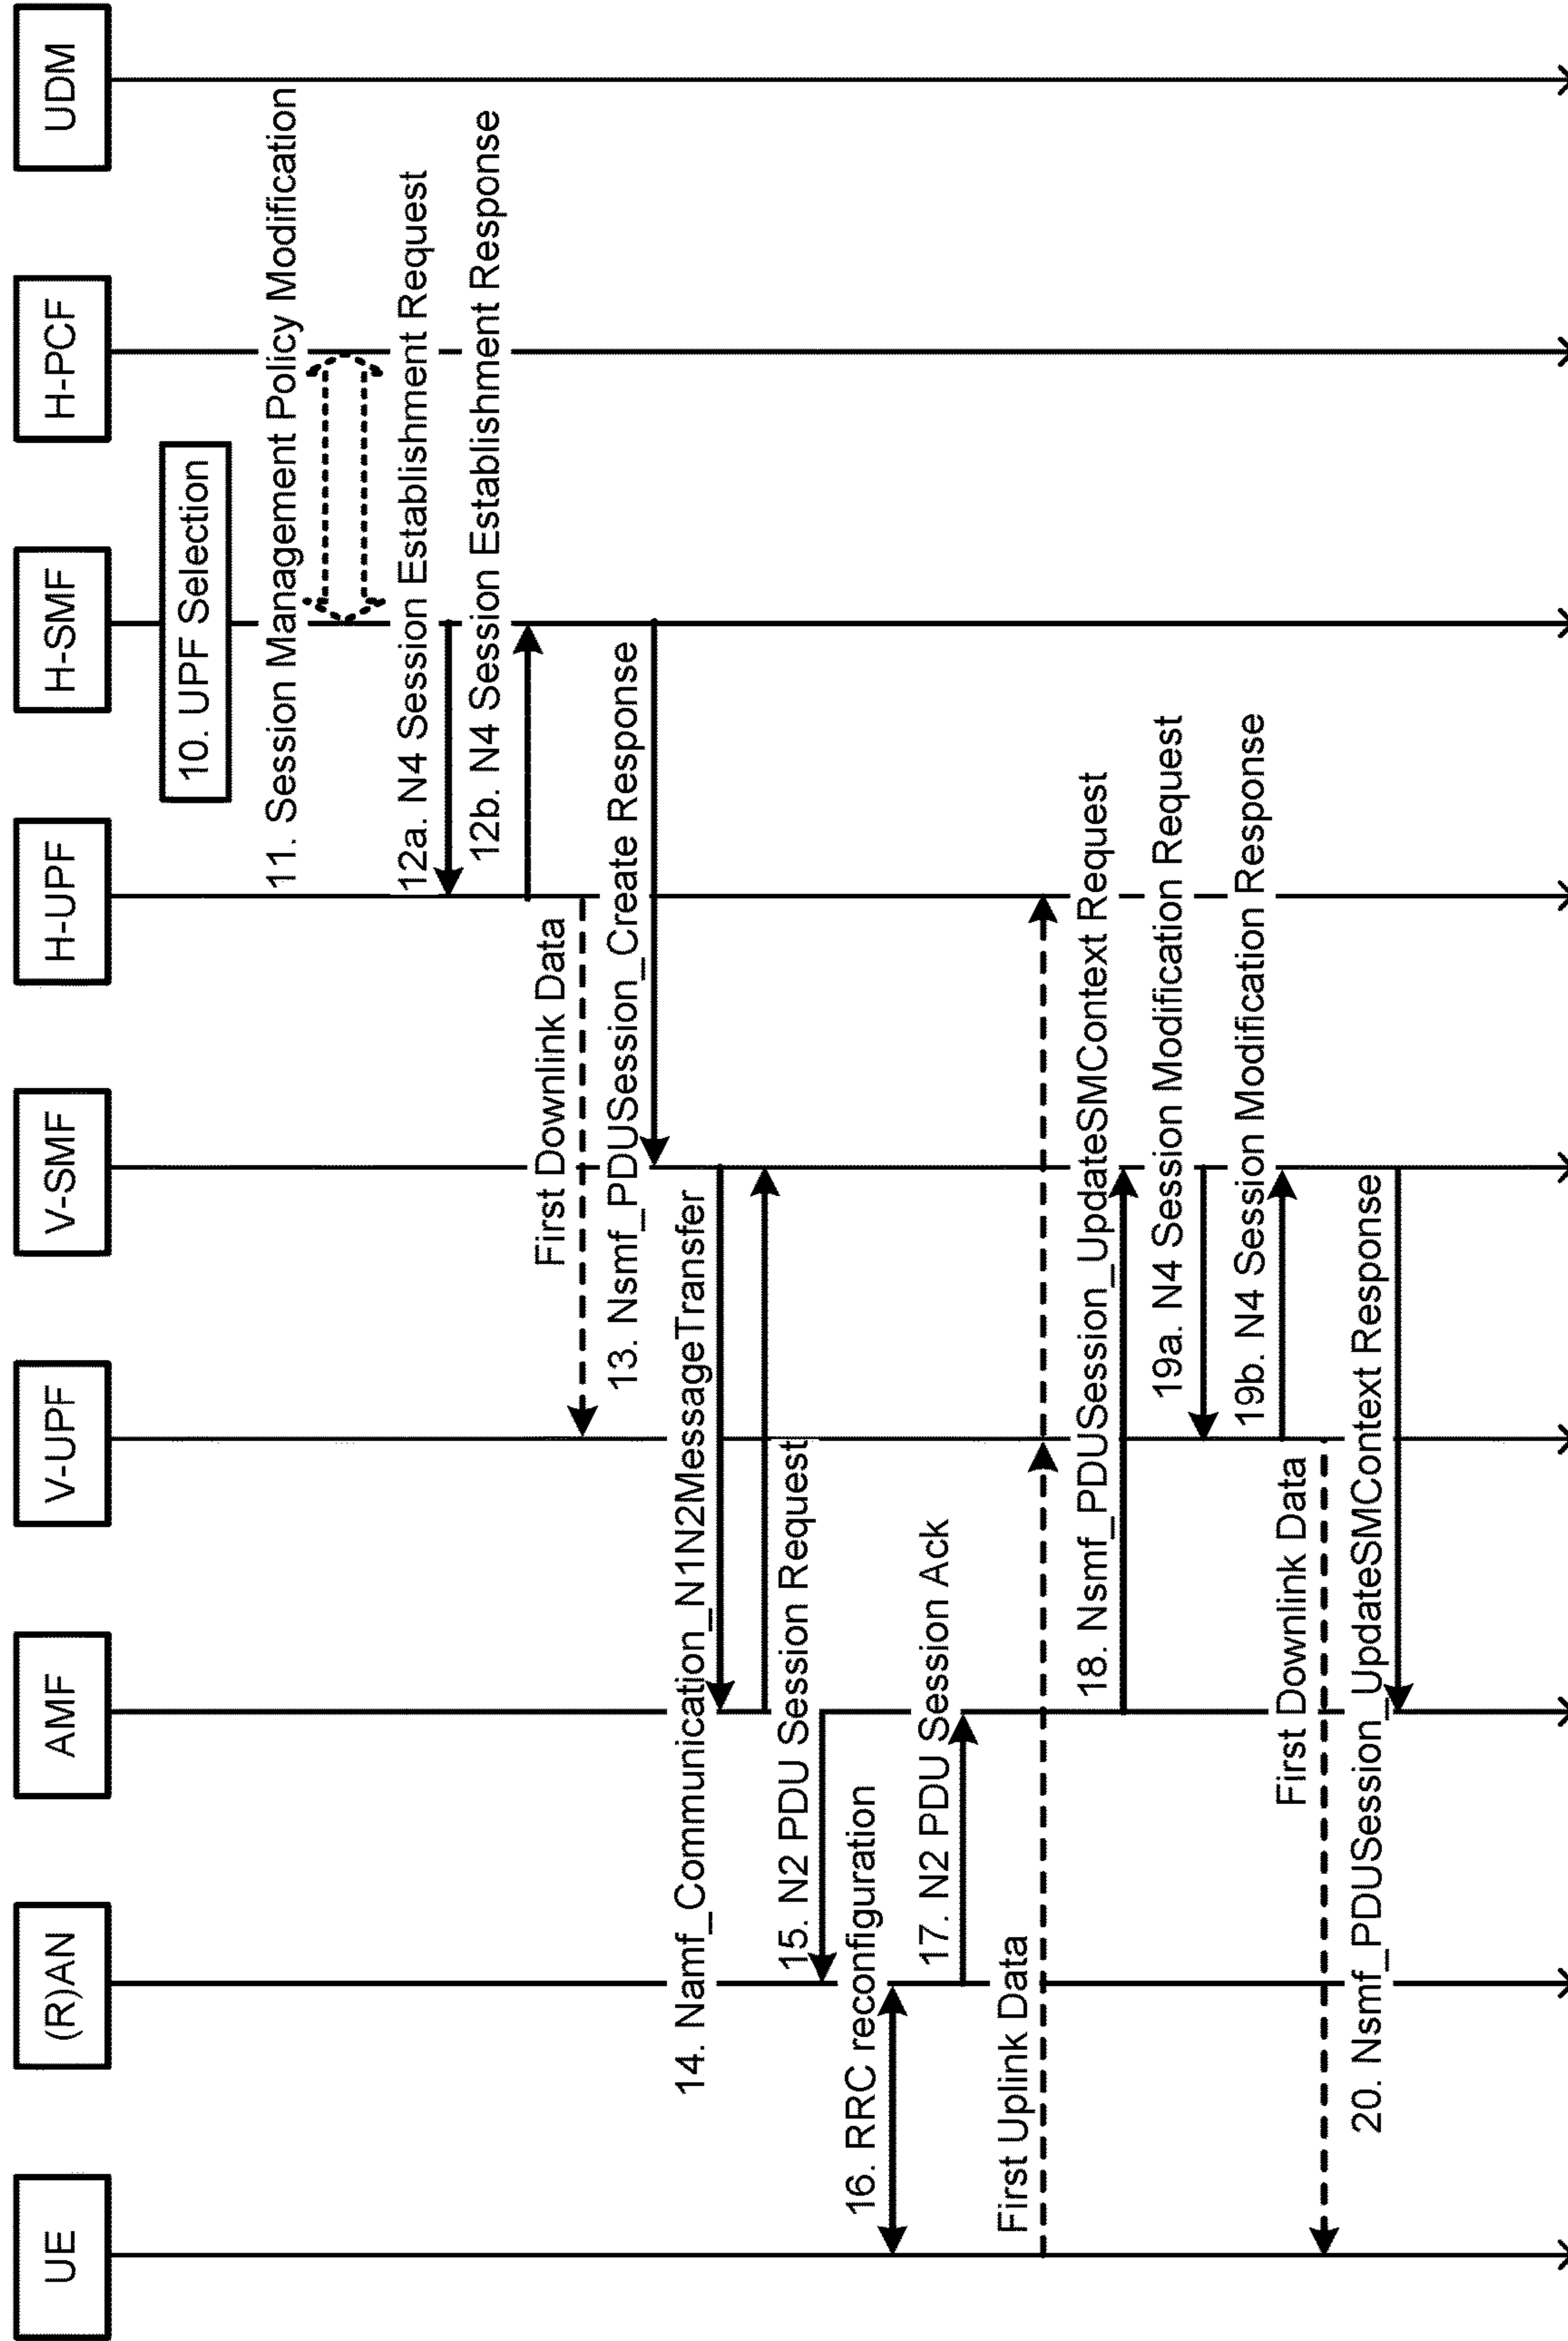 UE
(R)AN
AMF
V-UPF
V-SMF
H-UPF
H-SMF
H-PCF
UDM
10. UPF Selection
11. Session Management Policy Modification
12a. N4 Session Establishment Request
12b. N4 Session Establishment Response
First Downlink Data
13. Nsmf_PDUSession_Create Response
14. Namf_Communication_N1N2MessageTransfer
15. N2 PDU Session Request
16. RRC reconfiguration
17. N2 PDU Session Ack
First Uplink Data
18. Nsmf_PDUSession_UpdateSMContext Request
19a. N4 Session Modification Request
19b. N4 Session Modification Response
First Downlink Data
20. Nsmf_PDUSession_UpdateSMContext Response